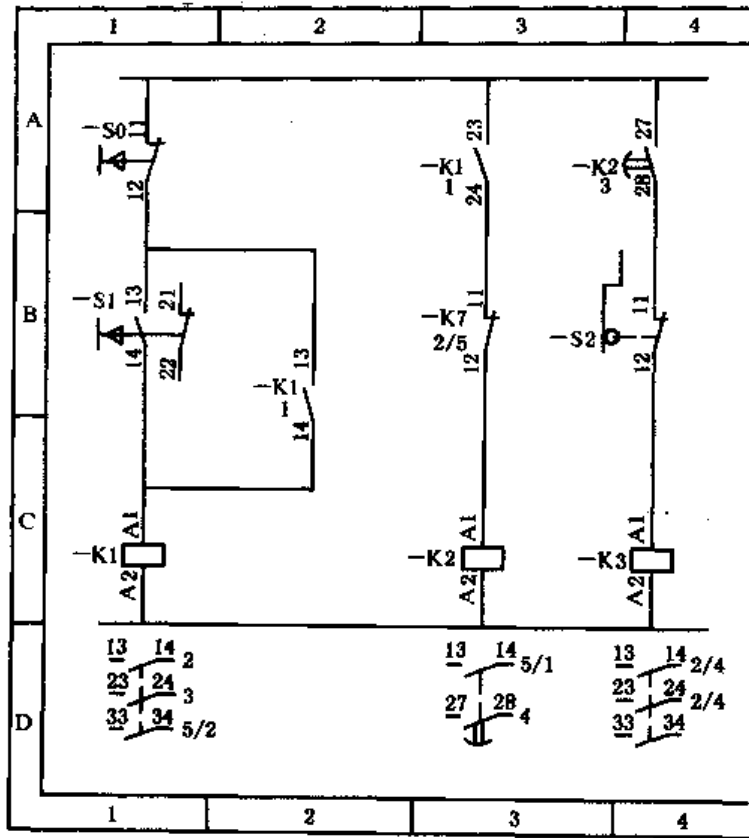 1 2 3 4
A
B
C
D
—S0
12
23
—K1
1
24
27
—K2
3
28
—S1
13
14
21
22
13
—K1
1
14
11
—K7
2/5
12
11
—S2
12
A1
—K1
A2
A1
—K2
A2
A1
—K3
A2
13 14 2
23 24 3
33 34 5/2
13 14 5/1
27 28 4
13 14 2/4
23 24 2/4
33 34
1 2 3 4